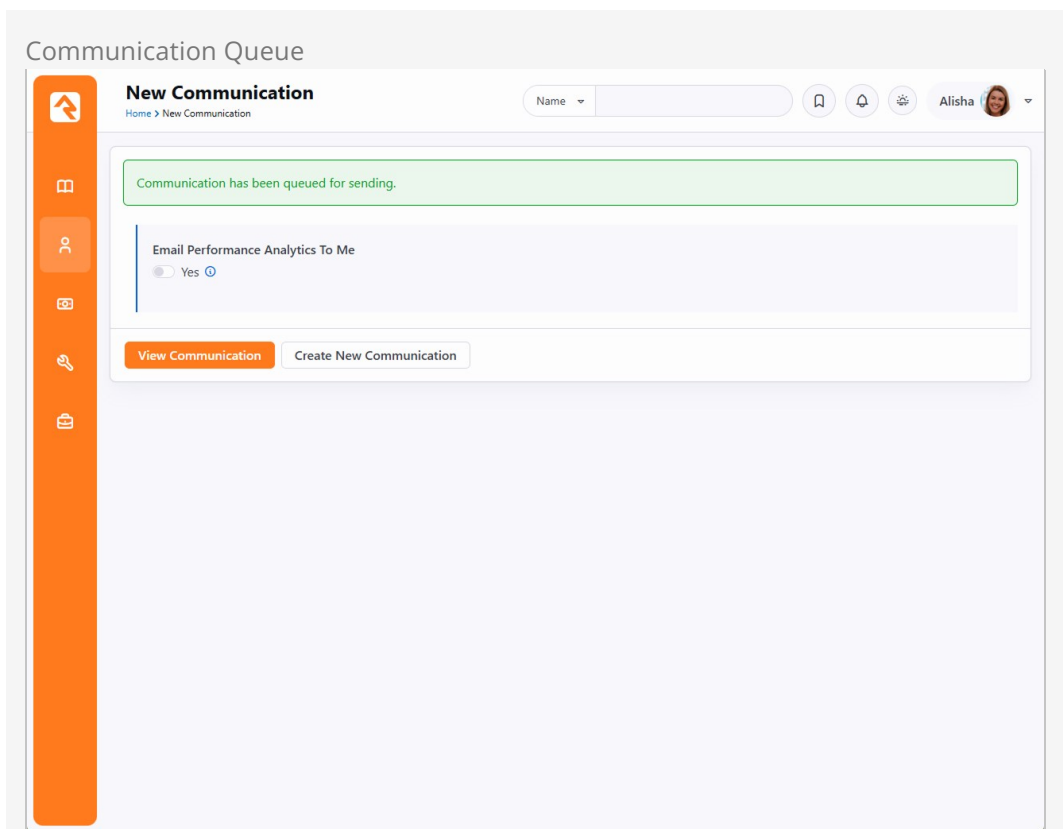 Communication Queue
New Communication
Home > New Communication
Name
Alisha
Communication has been queued for sending.
Email Performance Analytics To Me
Yes
View Communication
Create New Communication